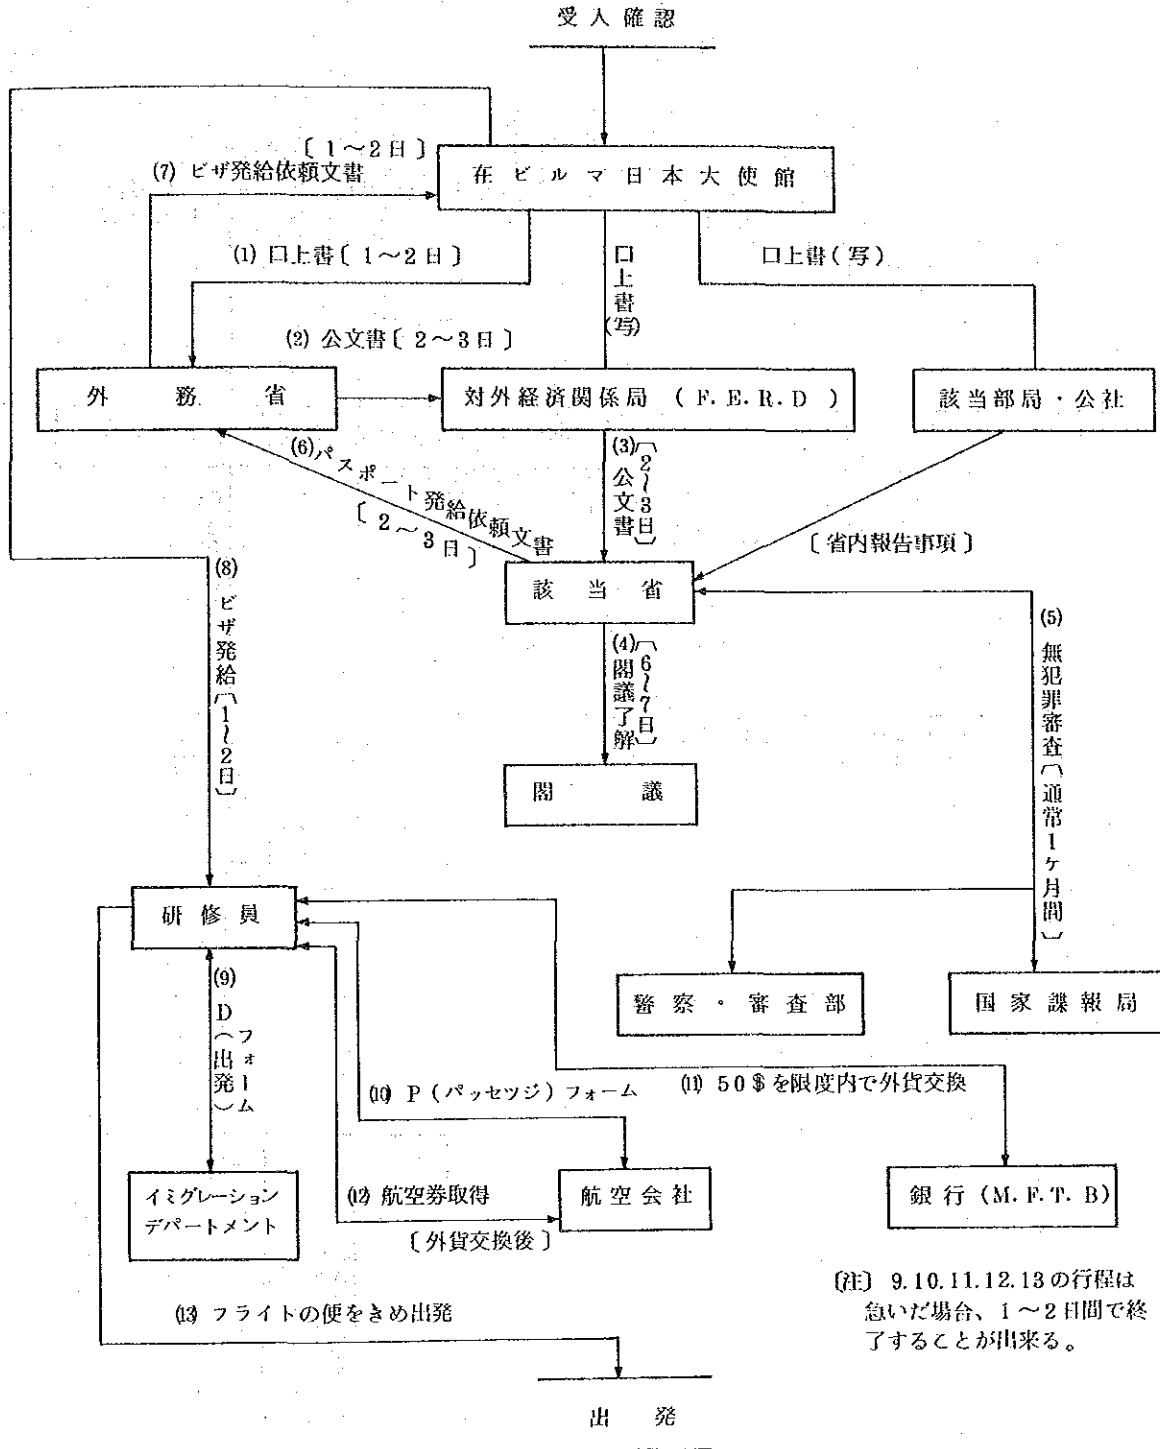 受入確認
〔1〜2日〕
(7) ビザ発給依頼文書
在ビルマ日本大使館
(1) 口上書〔1〜2日〕
口上書(写)
口上書(写)
(2) 公文書〔2〜3日〕
外務省
対外経済関係局 (F.E.R.D)
該当部局・公社
(6) パスポート発給依頼文書
〔2〜3日〕
(3) 公文書
〔2〜3日〕
〔省内報告事項〕
該当省
(8) ビザ発給〔1〜2日〕
(4) 閣議了解
〔6〜7日〕
(5) 無犯罪審査〔通常1ヶ月間〕
閣議
研修員
(9) D(出発)フォーム
警察・審査部
国家諜報局
(10) P(パッセツジ)フォーム
(11) 50$を限度内で外貨交換
イミグレーション
デパートメント
(12) 航空券取得
〔外貨交換後〕
航空会社
銀行(M.F.T.B)
(13) フライトの便をきめ出発
〔注〕 9.10.11.12.13の行程は
急いだ場合、1〜2日間で終
了することが出来る。
出発